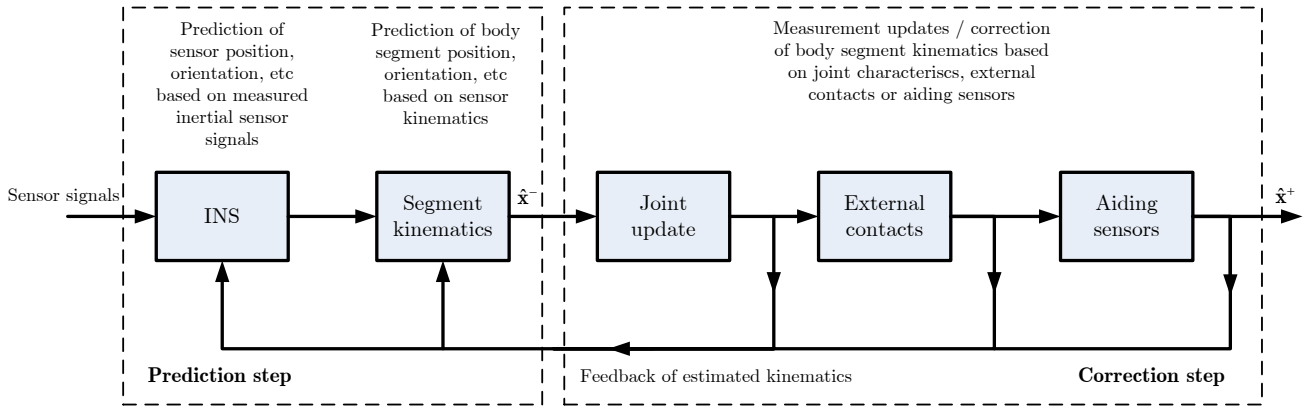 Prediction of
sensor position,
orientation, etc
based on measured
inertial sensor
signals
Prediction of body
segment position,
orientation, etc
based on sensor
kinematics
Measurement updates / correction
of body segment kinematics based
on joint characteriscs, external
contacts or aiding sensors
Sensor signals
INS
Segment
kinematics
x̂⁻
Joint
update
External
contacts
Aiding
sensors
x̂⁺
Prediction step
Feedback of estimated kinematics
Correction step